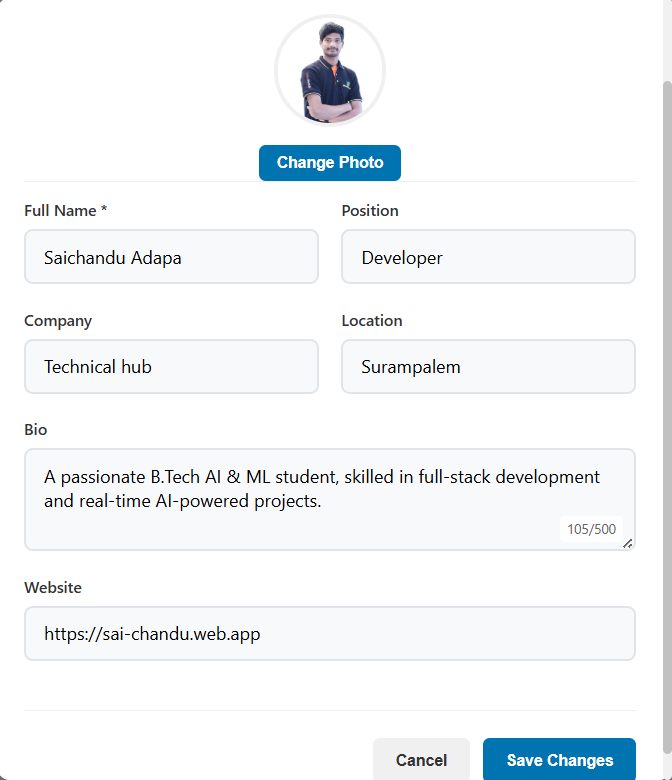 Change Photo
Full Name *
Position
Saichandu Adapa
Developer
Company
Location
Technical hub
Surampalem
Bio
A passionate B.Tech AI & ML student, skilled in full-stack development
and real-time AI-powered projects.
105/500
Website
https://sai-chandu.web.app
Cancel
Save Changes